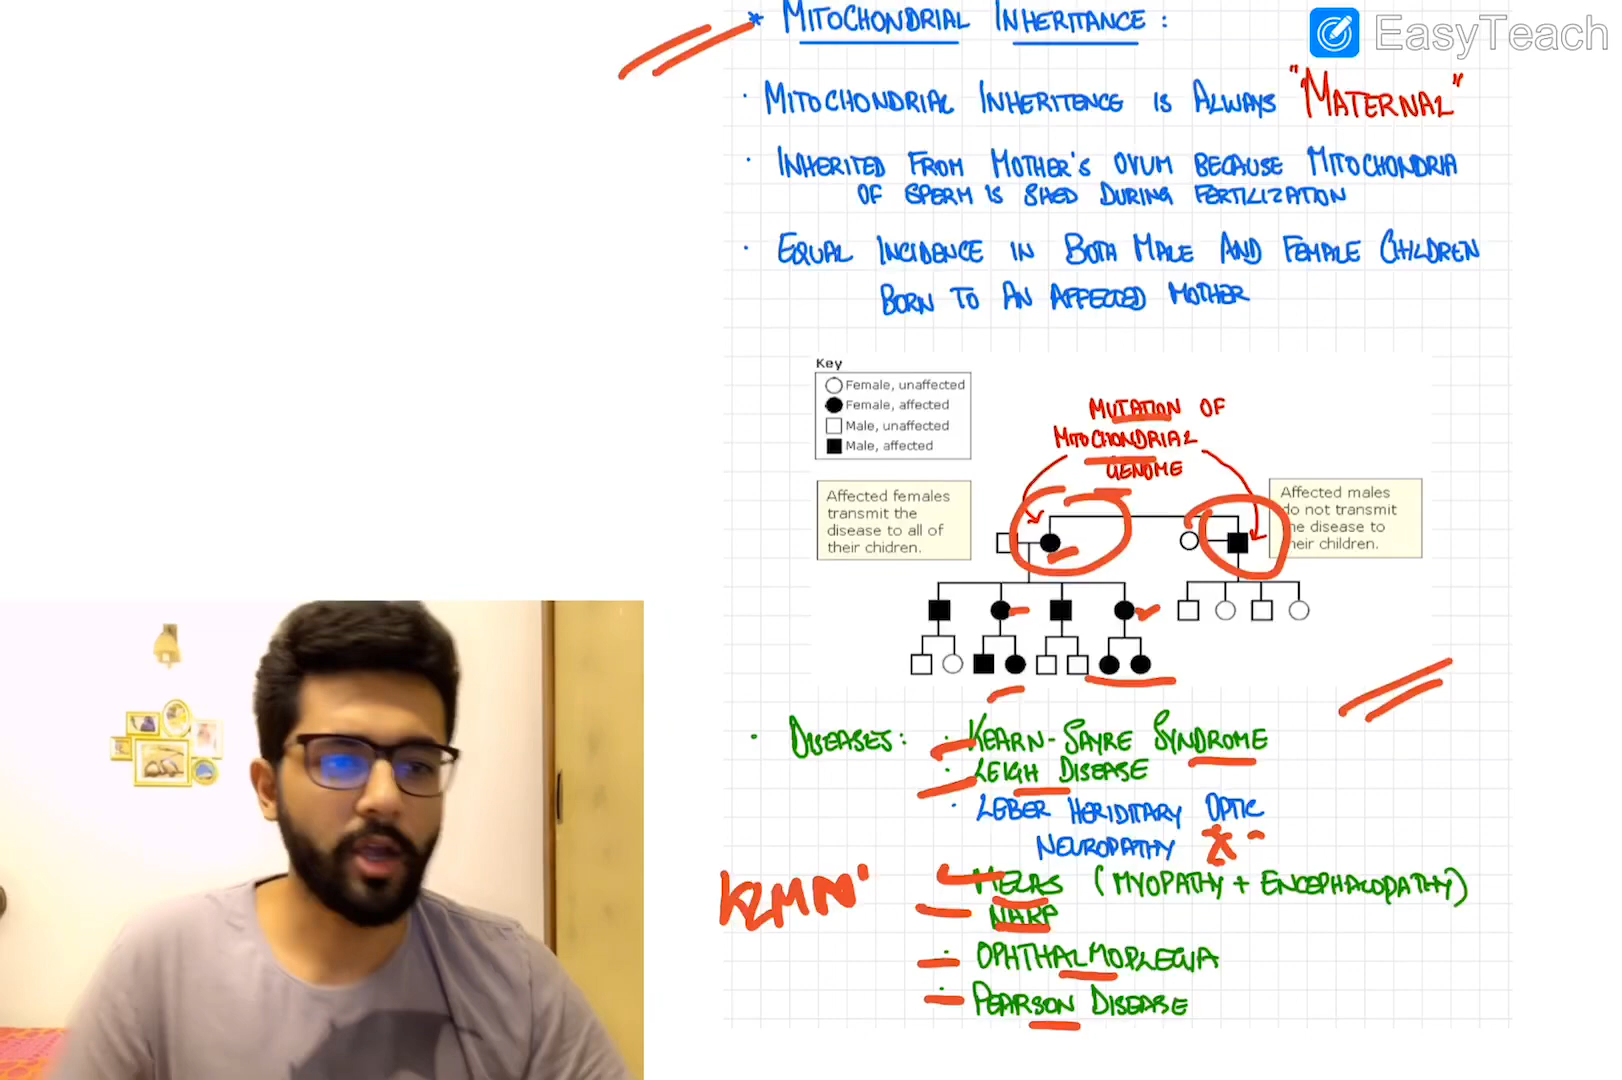 EasyTeach
* MITOCHONDRIAL INHERITANCE :
· MITOCHONDRIAL INHERITENCE IS ALWAYS "MATERNAL"
· INHERITED FROM MOTHER'S OVUM BECAUSE MITOCHONDRIA
OF SPERM IS SHED DURING FERTILIZATION
· EQUAL INCIDENCE IN BOTH MALE AND FEMALE CHILDREN
BORN TO AN AFFECTED MOTHER
Key
Female, unaffected
Female, affected
Male, unaffected
Male, affected
MUTATION OF
MITOCHONDRIAL
GENOME
Affected females
transmit the
disease to all of
their chidren.
Affected males
do not transmit
the disease to
their children.
· DISEASES: · KEARN-SAYRE SYNDROME
· LEIGH DISEASE
· LEBER HERIDITARY OPTIC
NEUROPATHY *
MELAS (MYOPATHY + ENCEPHALOPATHY)
KLMN
NARP
· OPHTHALMOPLEGIA
· PEARSON DISEASE